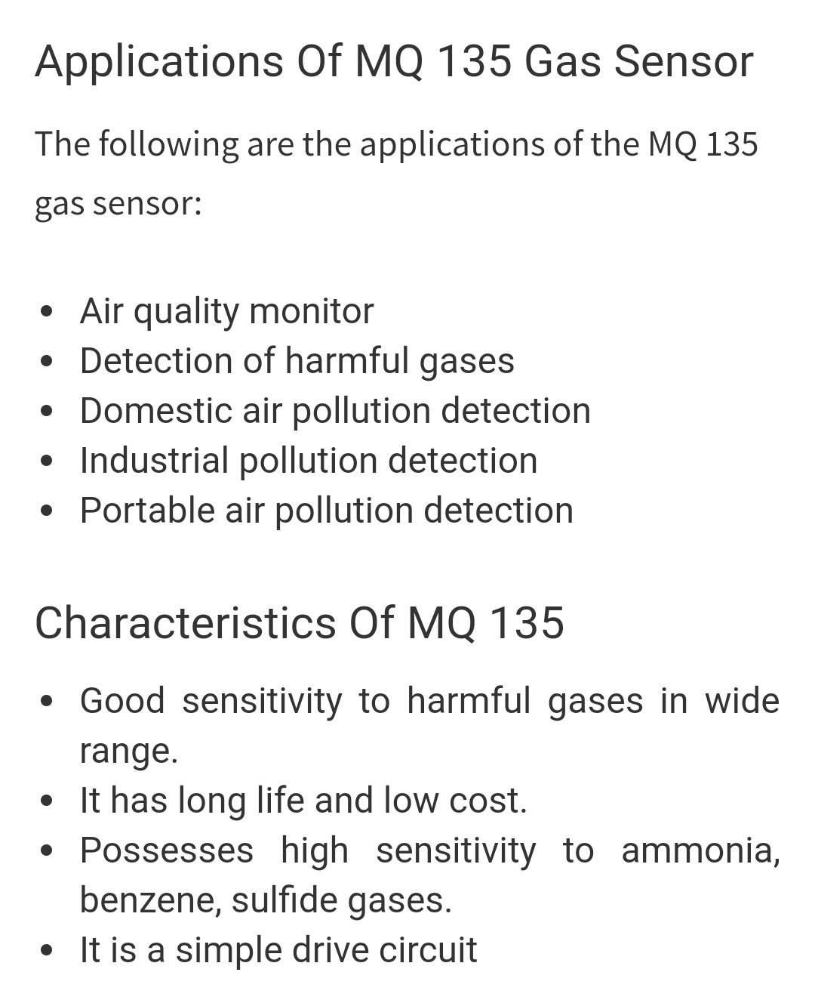 Applications Of MQ 135 Gas Sensor
The following are the applications of the MQ 135
gas sensor:
• Air quality monitor
• Detection of harmful gases
• Domestic air pollution detection
• Industrial pollution detection
• Portable air pollution detection
Characteristics Of MQ 135
• Good sensitivity to harmful gases in wide
range.
• It has long life and low cost.
• Possesses high sensitivity to ammonia,
benzene, sulfide gases.
• It is a simple drive circuit